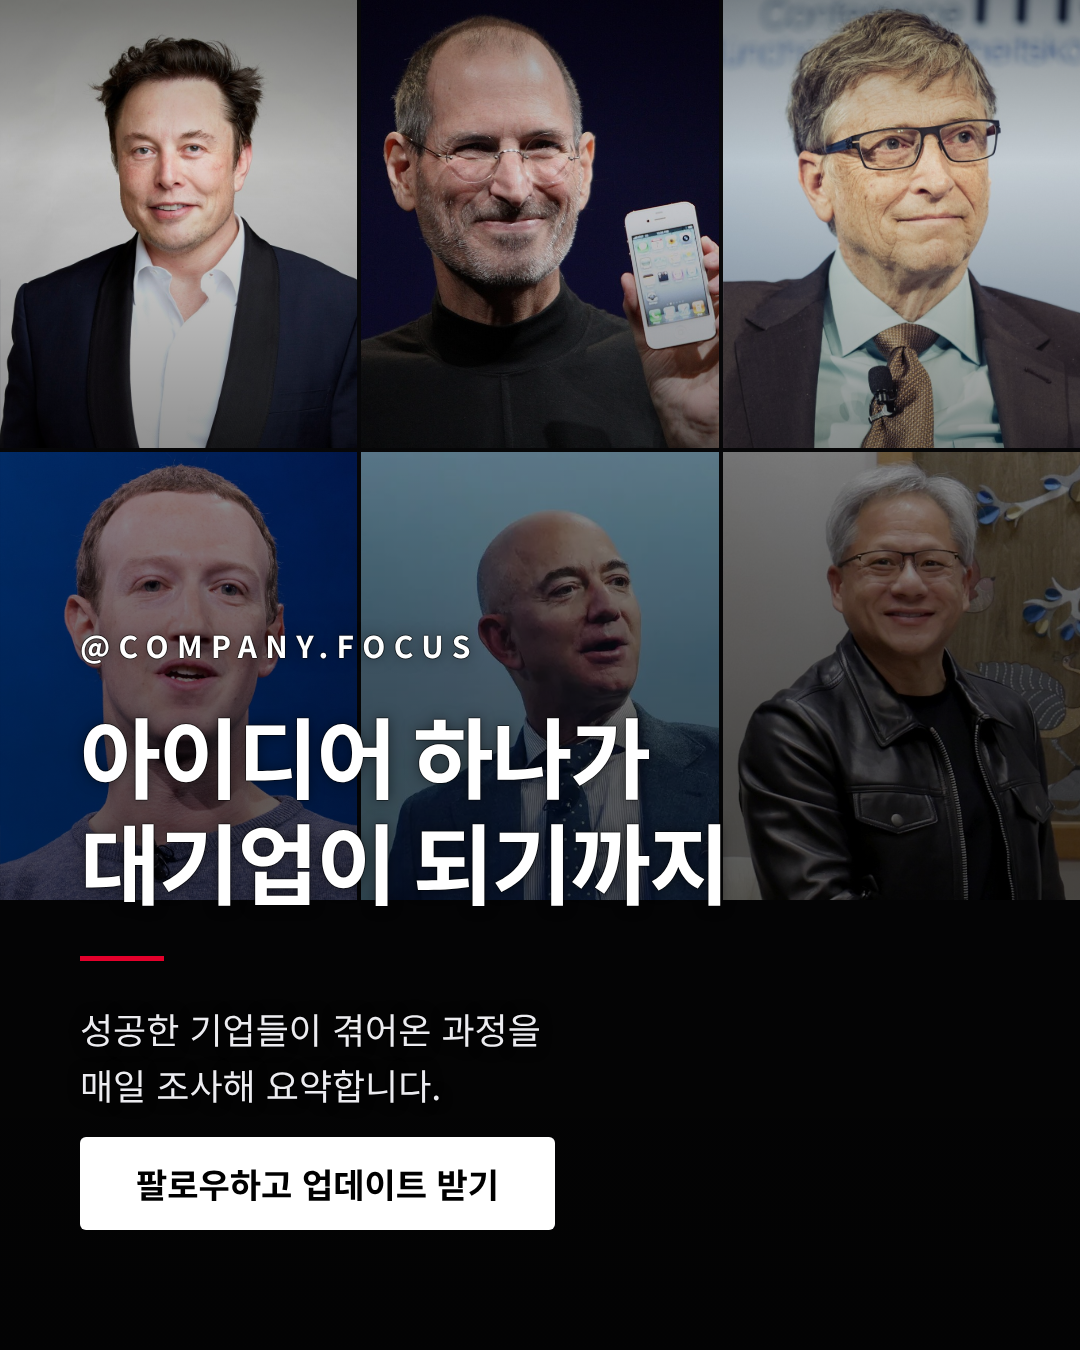 Conference
@COMPANY.FOCUS
아이디어 하나가
대기업이 되기까지
성공한 기업들이 겪어온 과정을
매일 조사해 요약합니다.
팔로우하고 업데이트 받기